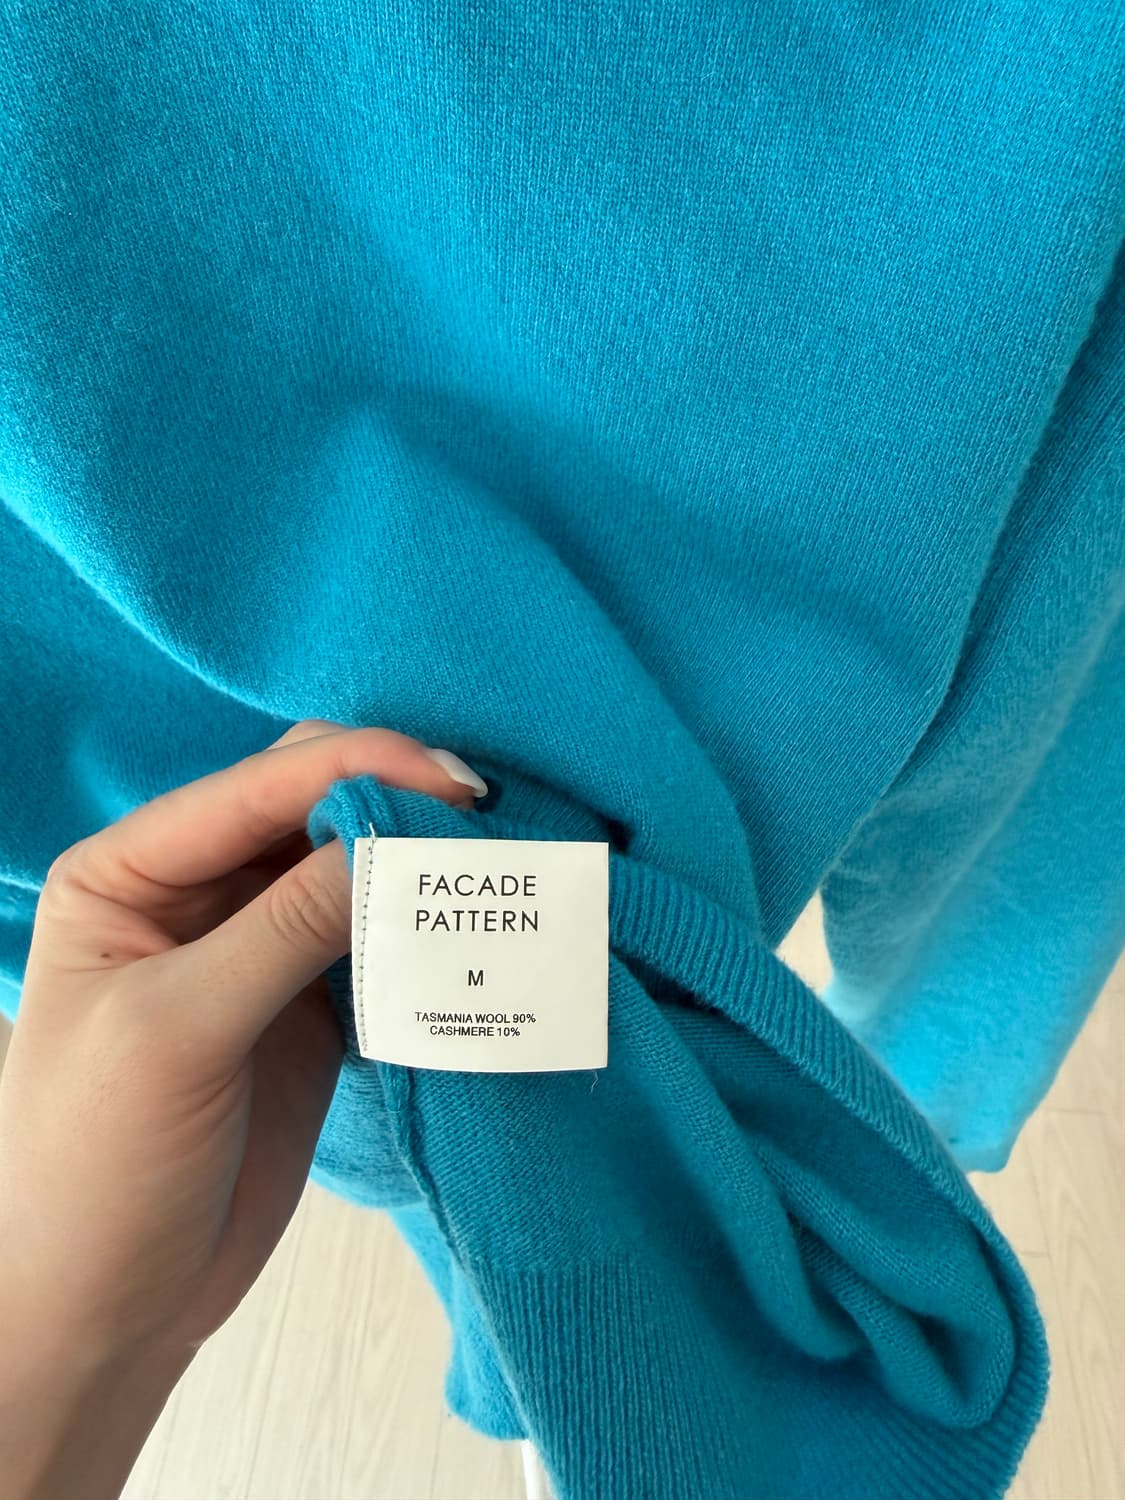 FACADE
PATTERN
M
TASMANIA WOOL 90%
CASHMERE 10%